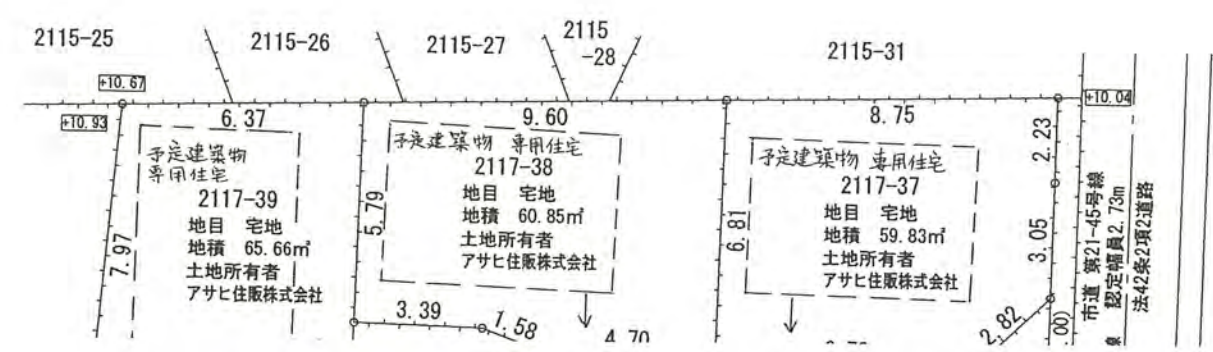 2115-25
2115-26
2115-27
2115
-28
2115-31
+10.67
+10.93
+10.04
6.37
9.60
8.75
2.23
予定建築物
専用住宅
2117-39
地目 宅地
地積 65.66㎡
土地所有者
アサヒ住販株式会社
7.97
予定建築物 専用住宅
2117-38
地目 宅地
地積 60.85㎡
土地所有者
アサヒ住販株式会社
5.79
3.39
1.58
予定建築物 専用住宅
2117-37
地目 宅地
地積 59.83㎡
土地所有者
アサヒ住販株式会社
6.81
3.05
2.82
市道 第21-45号線
認定幅員2.73m
法42条2項2道路